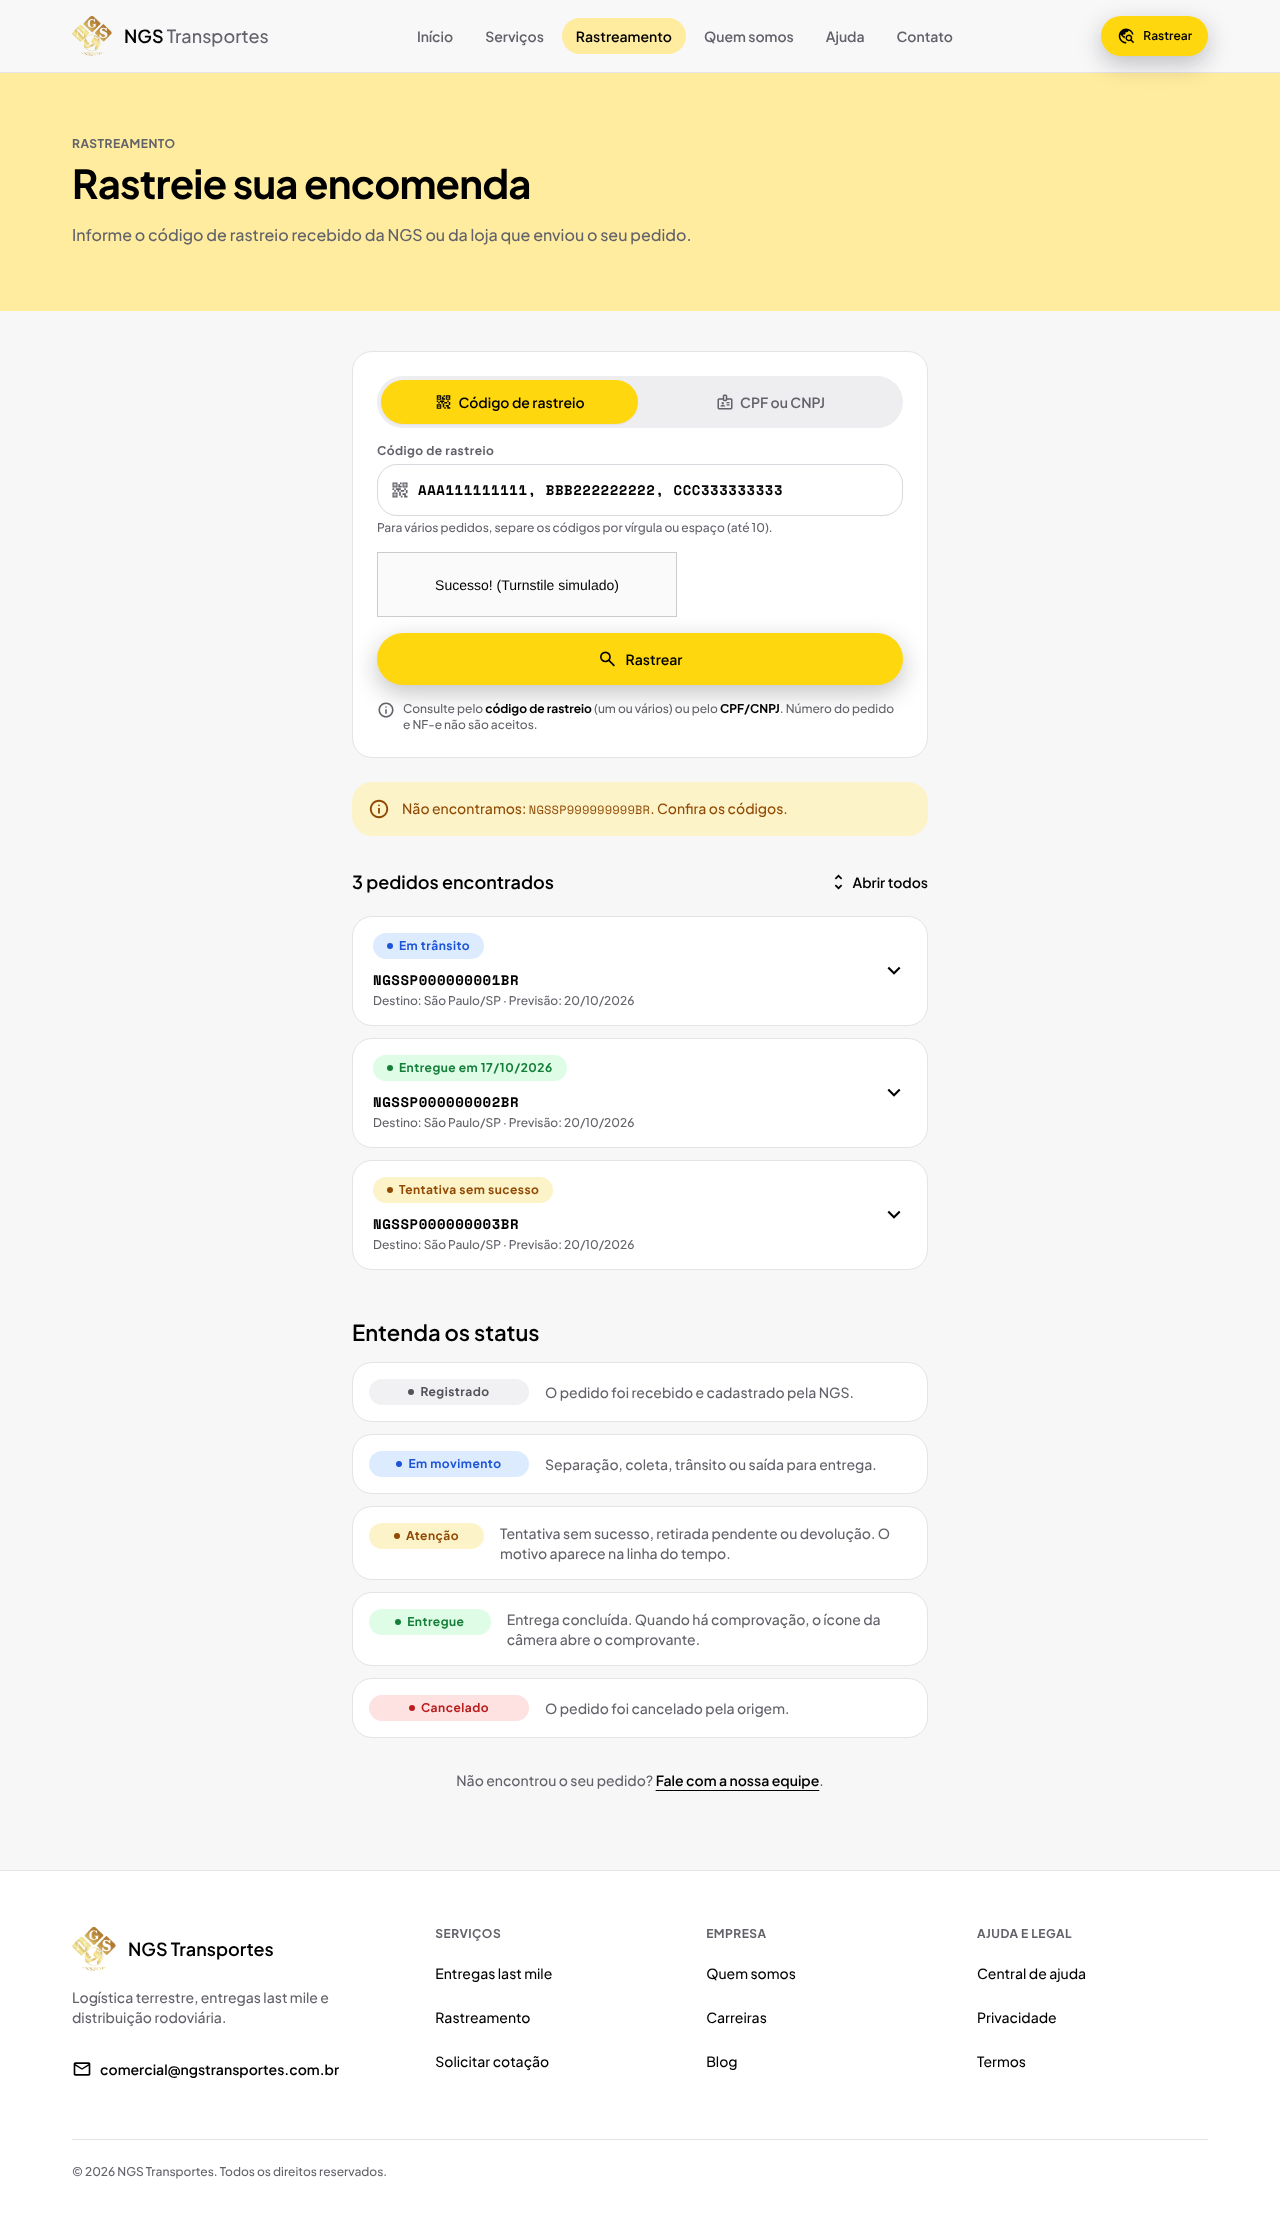 NGS Transportes
Início
Serviços
Rastreamento
Quem somos
Ajuda
Contato
Rastrear
RASTREAMENTO
Rastreie sua encomenda
Informe o código de rastreio recebido da NGS ou da loja que enviou o seu pedido.
Código de rastreio
CPF ou CNPJ
Código de rastreio
AAA111111111, BBB222222222, CCC333333333
Para vários pedidos, separe os códigos por vírgula ou espaço (até 10).
Sucesso! (Turnstile simulado)
Rastrear
Consulte pelo código de rastreio (um ou vários) ou pelo CPF/CNPJ. Número do pedido
e NF-e não são aceitos.
Não encontramos: NGSSP999999999BR. Confira os códigos.
3 pedidos encontrados
Abrir todos
Em trânsito
NGSSP000000001BR
Destino: São Paulo/SP · Previsão: 20/10/2026
Entregue em 17/10/2026
NGSSP000000002BR
Destino: São Paulo/SP · Previsão: 20/10/2026
Tentativa sem sucesso
NGSSP000000003BR
Destino: São Paulo/SP · Previsão: 20/10/2026
Entenda os status
Registrado
O pedido foi recebido e cadastrado pela NGS.
Em movimento
Separação, coleta, trânsito ou saída para entrega.
Atenção
Tentativa sem sucesso, retirada pendente ou devolução. O
motivo aparece na linha do tempo.
Entregue
Entrega concluída. Quando há comprovação, o ícone da
câmera abre o comprovante.
Cancelado
O pedido foi cancelado pela origem.
Não encontrou o seu pedido? Fale com a nossa equipe.
NGS Transportes
Logística terrestre, entregas last mile e
distribuição rodoviária.
comercial@ngstransportes.com.br
SERVIÇOS
Entregas last mile
Rastreamento
Solicitar cotação
EMPRESA
Quem somos
Carreiras
Blog
AJUDA E LEGAL
Central de ajuda
Privacidade
Termos
© 2026 NGS Transportes. Todos os direitos reservados.